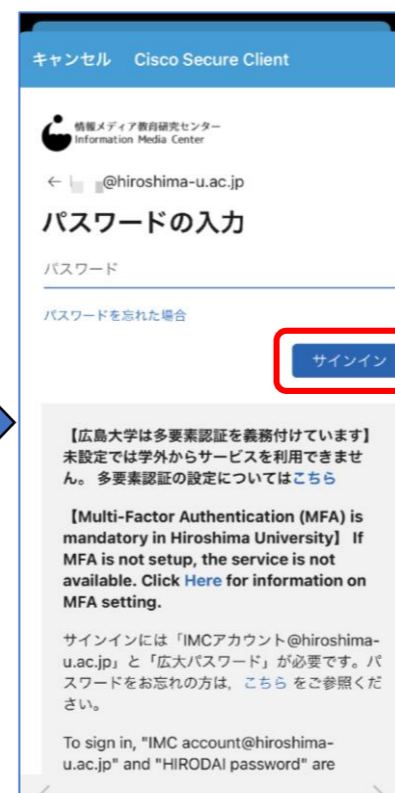 キャンセル Cisco Secure Client
情報メディア教育研究センター
Information Media Center
← @hiroshima-u.ac.jp
パスワードの入力
パスワード
パスワードを忘れた場合
サインイン
【広島大学は多要素認証を義務付けています】
未設定では学外からサービスを利用できませ
ん。 多要素認証の設定についてはこちら
【Multi-Factor Authentication (MFA) is
mandatory in Hiroshima University】 If
MFA is not setup, the service is not
available. Click Here for information on
MFA setting.
サインインには「IMCアカウント@hiroshima-
u.ac.jp」と「広大パスワード」が必要です。パ
スワードをお忘れの方は，こちら をご参照くだ
さい。
To sign in, "IMC account@hiroshima-
u.ac.jp" and "HIRODAI password" are